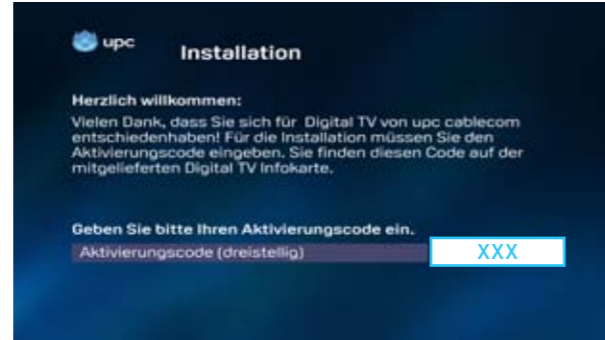 upc
Installation
Herzlich willkommen:
Vielen Dank, dass Sie sich für Digital TV von upc cablecom
entschiedenhaben! Für die Installation müssen Sie den
Aktivierungscode eingeben. Sie finden diesen Code auf der
mitgelieferten Digital TV Infokarte.
Geben Sie bitte Ihren Aktivierungscode ein.
Aktivierungscode (dreistellig) XXX